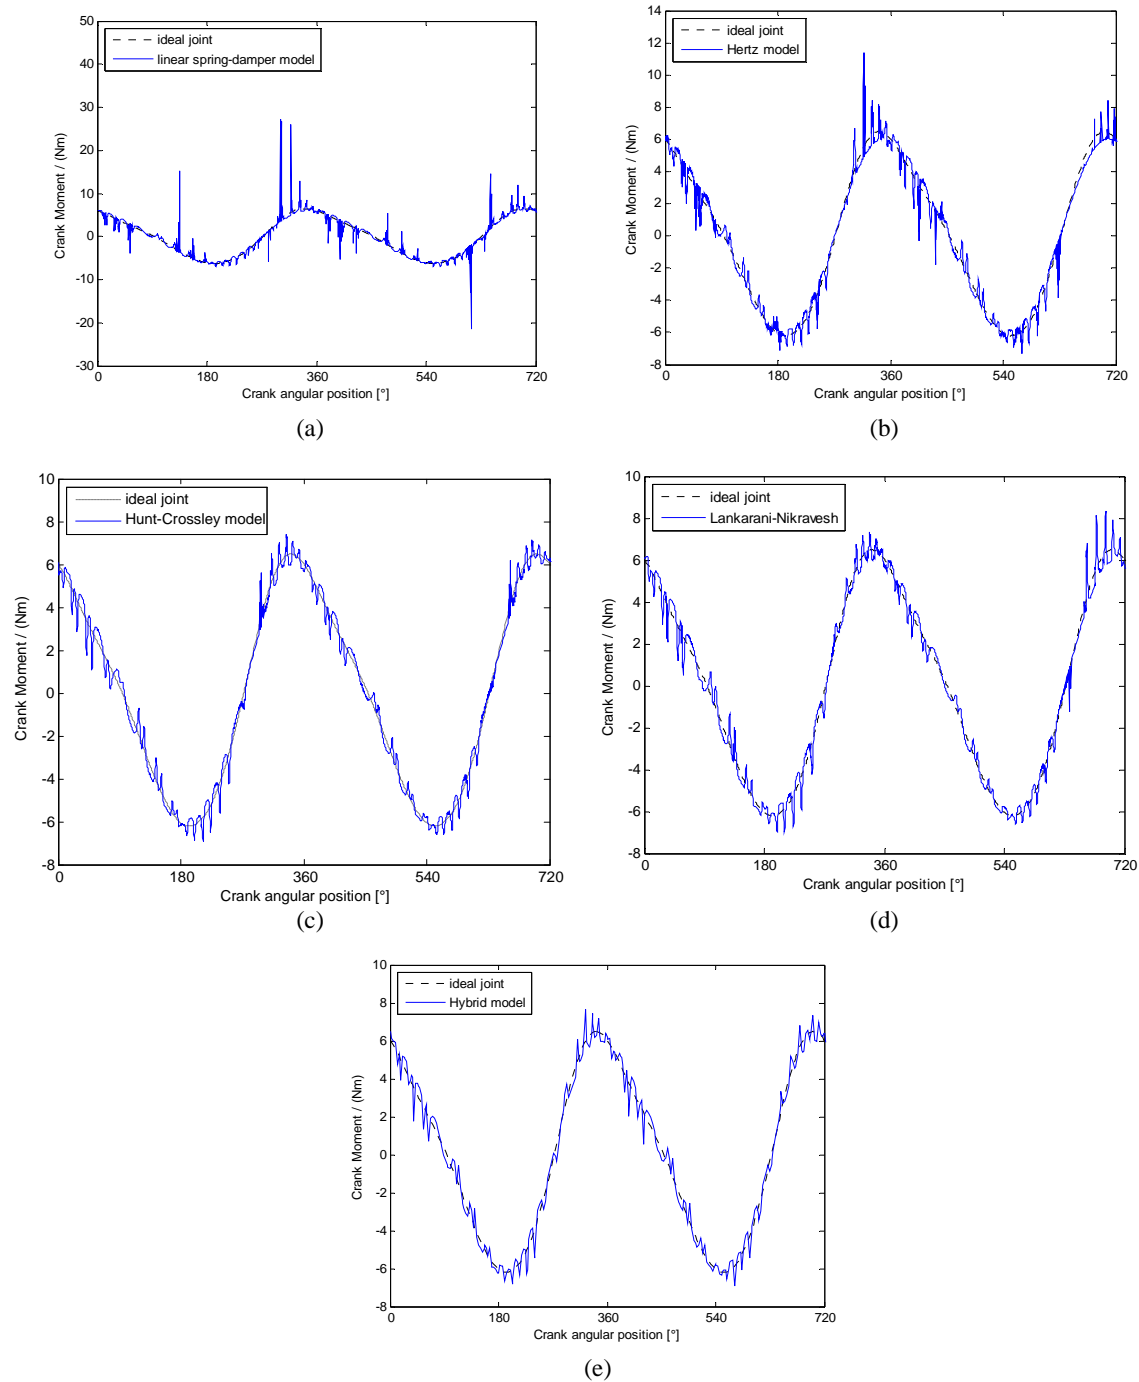 50
40
30
20
10
0
-10
-20
-30
Crank Moment / (Nm)
ideal joint
linear spring-damper model
0 180 360 540 720
Crank angular position [°]
(a)
14
12
10
8
6
4
2
0
-2
-4
-6
-8
Crank Moment / (Nm)
ideal joint
Hertz model
0 180 360 540 720
Crank angular position [°]
(b)
10
8
6
4
2
0
-2
-4
-6
-8
Crank Moment / (Nm)
ideal joint
Hunt-Crossley model
0 180 360 540 720
Crank angular position [°]
(c)
10
8
6
4
2
0
-2
-4
-6
-8
Crank Moment / (Nm)
ideal joint
Lankarani-Nikravesh
0 180 360 540 720
Crank angular position [°]
(d)
10
8
6
4
2
0
-2
-4
-6
-8
Crank Moment / (Nm)
ideal joint
Hybrid model
0 180 360 540 720
Crank angular position [°]
(e)